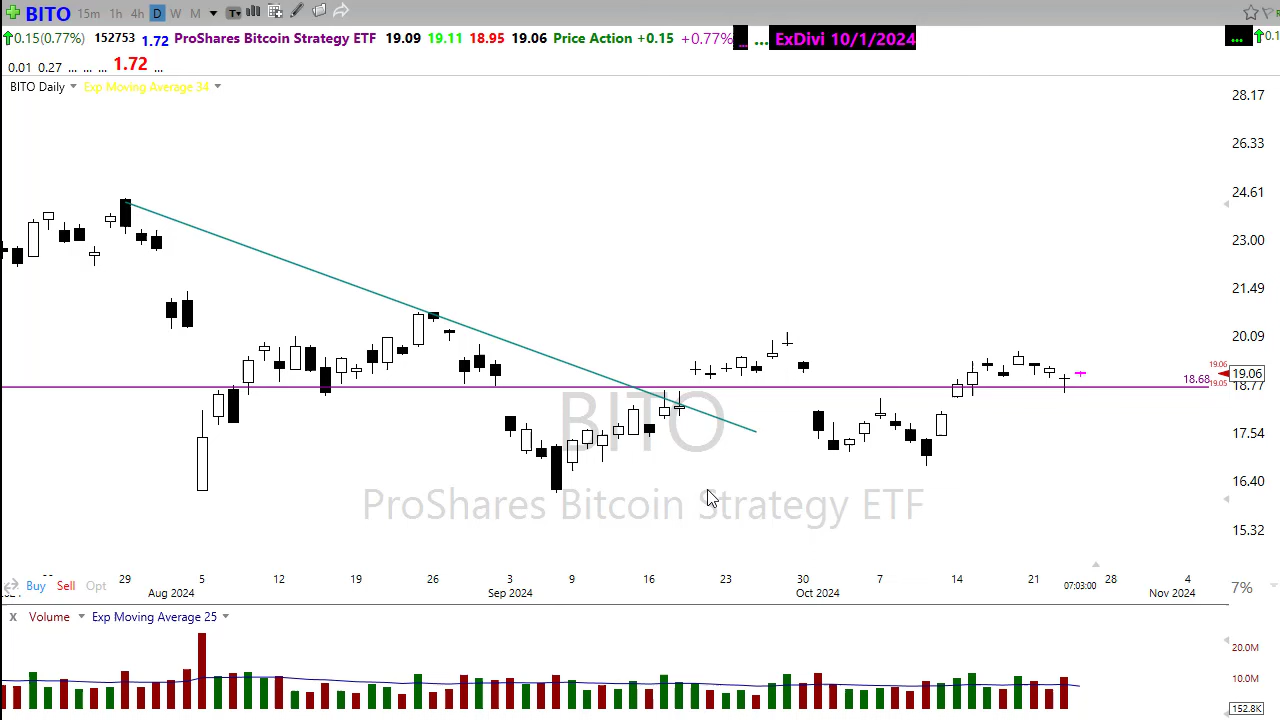 BITO 15m 1h 4h D W M T
0.15(0.77%) 152753 1.72 ProShares Bitcoin Strategy ETF 19.09 19.11 18.95 19.06 Price Action +0.15 +0.77% ... ... ExDivi 10/1/2024 ... 0.1
0.01 0.27 ... ... ... 1.72 ...
BITO Daily Exp Moving Average 34
28.17
26.33
24.61
23.00
21.49
20.09
19.06
19.06
18.68
19.05
18.77
17.54
16.40
15.32
BITO
ProShares Bitcoin Strategy ETF
29 5 12 19 26 3 9 16 23 30 7 14 21 28 4
Aug 2024 Sep 2024 Oct 2024 07:03:00 Nov 2024
Buy Sell Opt 7%
X Volume Exp Moving Average 25
20.0M
10.0M
152.8K